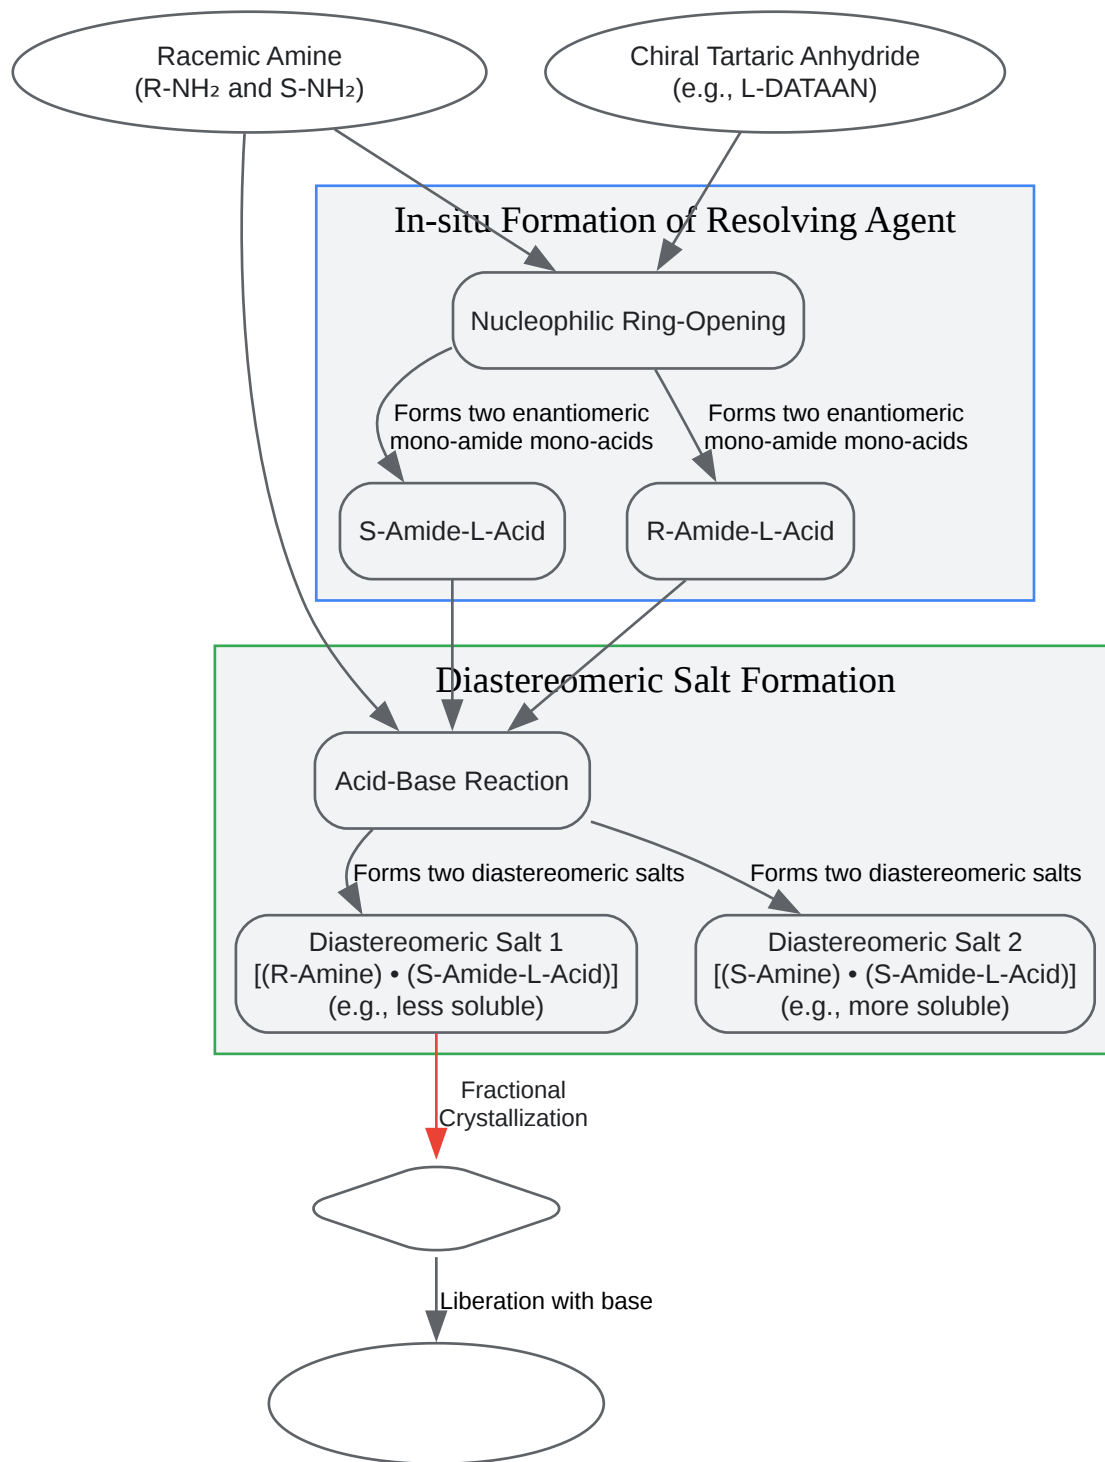 Racemic Amine
(R-NH₂ and S-NH₂)
Chiral Tartaric Anhydride
(e.g., L-DATAAN)
In-situ Formation of Resolving Agent
Nucleophilic Ring-Opening
Forms two enantiomeric
mono-amide mono-acids
Forms two enantiomeric
mono-amide mono-acids
S-Amide-L-Acid
R-Amide-L-Acid
Diastereomeric Salt Formation
Acid-Base Reaction
Forms two diastereomeric salts
Forms two diastereomeric salts
Diastereomeric Salt 1
[(R-Amine) • (S-Amide-L-Acid)]
(e.g., less soluble)
Diastereomeric Salt 2
[(S-Amine) • (S-Amide-L-Acid)]
(e.g., more soluble)
Fractional
Crystallization
Liberation with base